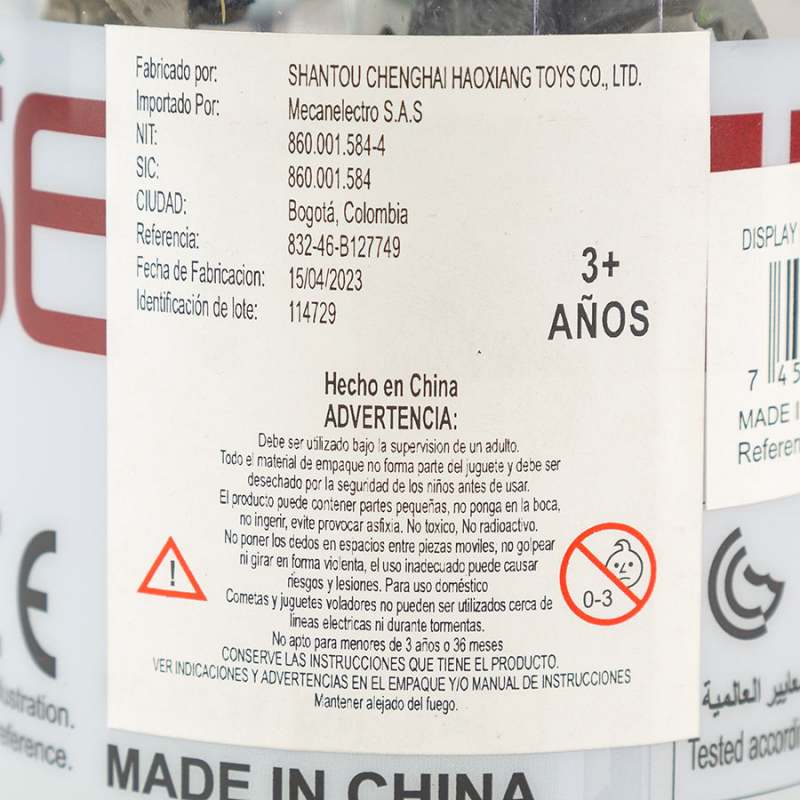 Fabricado por: SHANTOU CHENGHAI HAOXIANG TOYS CO., LTD.
Importado Por: Mecanelectro S.A.S
NIT: 860.001.584-4
SIC: 860.001.584
CIUDAD: Bogotá, Colombia
Referencia: 832-46-B127749
Fecha de Fabricacion: 15/04/2023
Identificación de lote: 114729
3+
AÑOS
Hecho en China
ADVERTENCIA:
Debe ser utilizado bajo la supervision de un adulto.
Todo el material de empaque no forma parte del juguete y debe ser
desechado por la seguridad de los niños antes de usar.
El producto puede contener partes pequeñas, no ponga en la boca,
no ingerir, evite provocar asfixia. No toxico, No radioactivo.
No poner los dedos en espacios entre piezas moviles, no golpear
ni girar en forma violenta, el uso inadecuado puede causar
riesgos y lesiones. Para uso doméstico
Cometas y juguetes voladores no pueden ser utilizados cerca de
lineas electricas ni durante tormentas.
No apto para menores de 3 años o 36 meses
CONSERVE LAS INSTRUCCIONES QUE TIENE EL PRODUCTO.
VER INDICACIONES Y ADVERTENCIAS EN EL EMPAQUE Y/O MANUAL DE INSTRUCCIONES
Mantener alejado del fuego.
!
0-3
MADE IN CHINA
DISPLAY
7 45
MADE
CE
العالمية
Tested